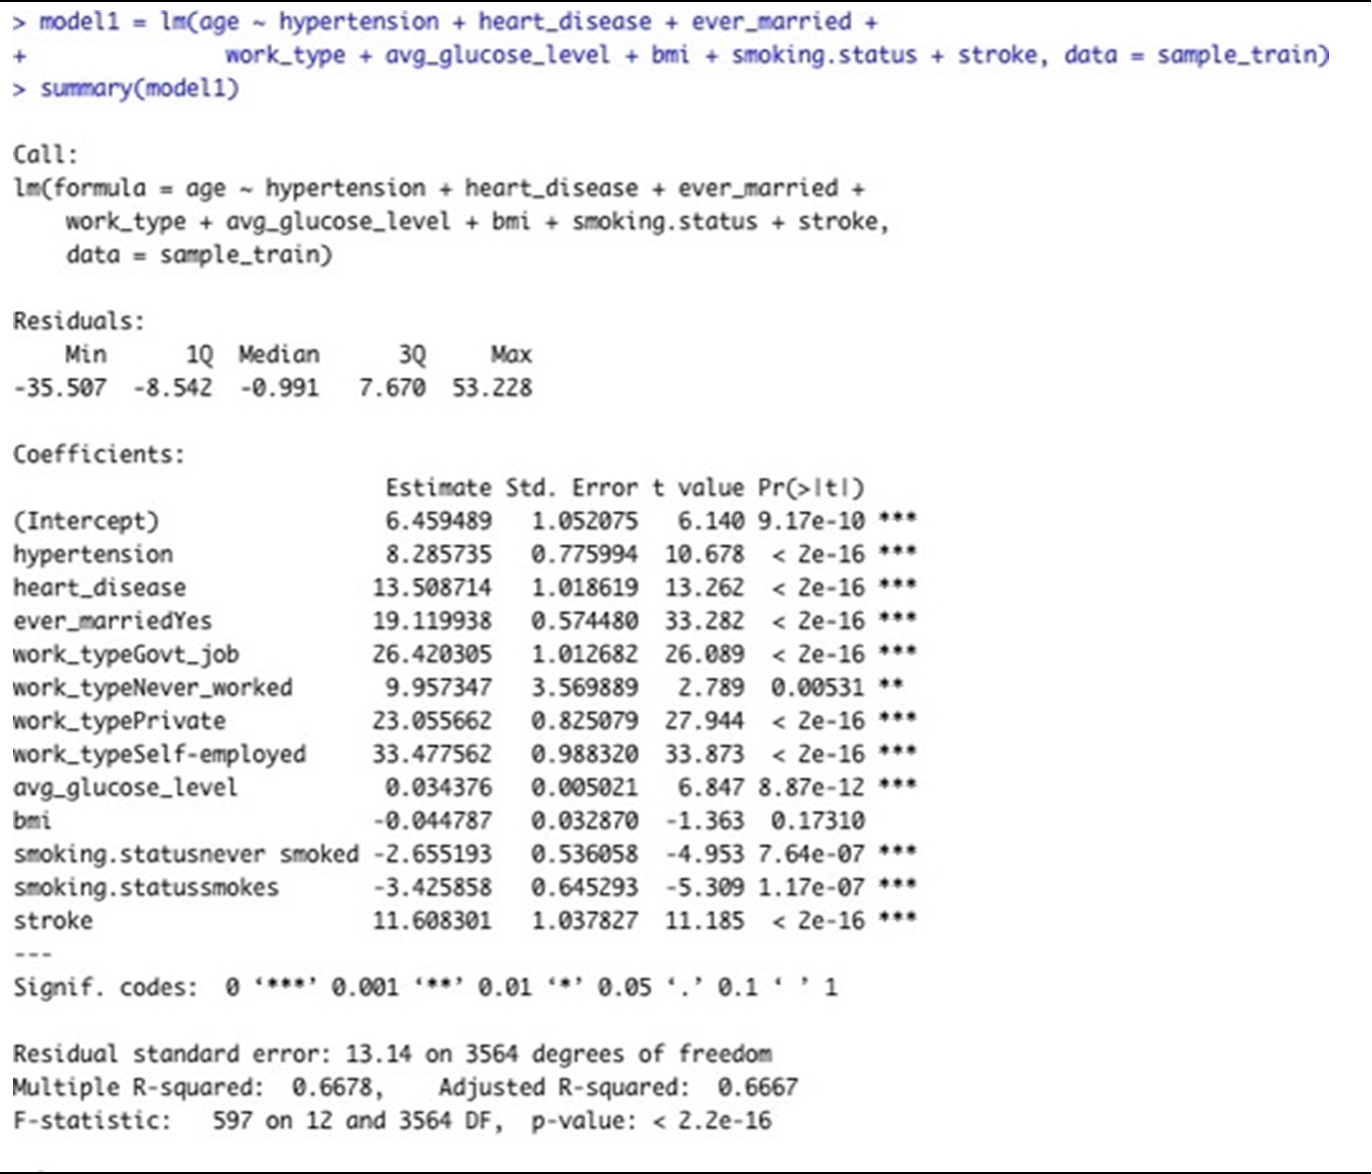 > model1 = lm(age ~ hypertension + heart_disease + ever_married +
+             work_type + avg_glucose_level + bmi + smoking.status + stroke, data = sample_train)
> summary(model1)

Call:
lm(formula = age ~ hypertension + heart_disease + ever_married +
    work_type + avg_glucose_level + bmi + smoking.status + stroke,
    data = sample_train)

Residuals:
    Min      1Q  Median      3Q     Max
-35.507  -8.542  -0.991   7.670  53.228

Coefficients:
                            Estimate Std. Error t value Pr(>|t|)
(Intercept)                 6.459489   1.052075   6.140 9.17e-10 ***
hypertension                8.285735   0.775994  10.678  < 2e-16 ***
heart_disease              13.508714   1.018619  13.262  < 2e-16 ***
ever_marriedYes            19.119938   0.574480  33.282  < 2e-16 ***
work_typeGovt_job          26.420305   1.012682  26.089  < 2e-16 ***
work_typeNever_worked       9.957347   3.569889   2.789  0.00531 **
work_typePrivate           23.055662   0.825079  27.944  < 2e-16 ***
work_typeSelf-employed     33.477562   0.988320  33.873  < 2e-16 ***
avg_glucose_level           0.034376   0.005021   6.847 8.87e-12 ***
bmi                        -0.044787   0.032870  -1.363  0.17310
smoking.statusnever smoked -2.655193   0.536058  -4.953 7.64e-07 ***
smoking.statussmokes       -3.425858   0.645293  -5.309 1.17e-07 ***
stroke                     11.608301   1.037827  11.185  < 2e-16 ***
---
Signif. codes:  0 ‘***’ 0.001 ‘**’ 0.01 ‘*’ 0.05 ‘.’ 0.1 ‘ ’ 1

Residual standard error: 13.14 on 3564 degrees of freedom
Multiple R-squared:  0.6678,    Adjusted R-squared:  0.6667
F-statistic:   597 on 12 and 3564 DF,  p-value: < 2.2e-16